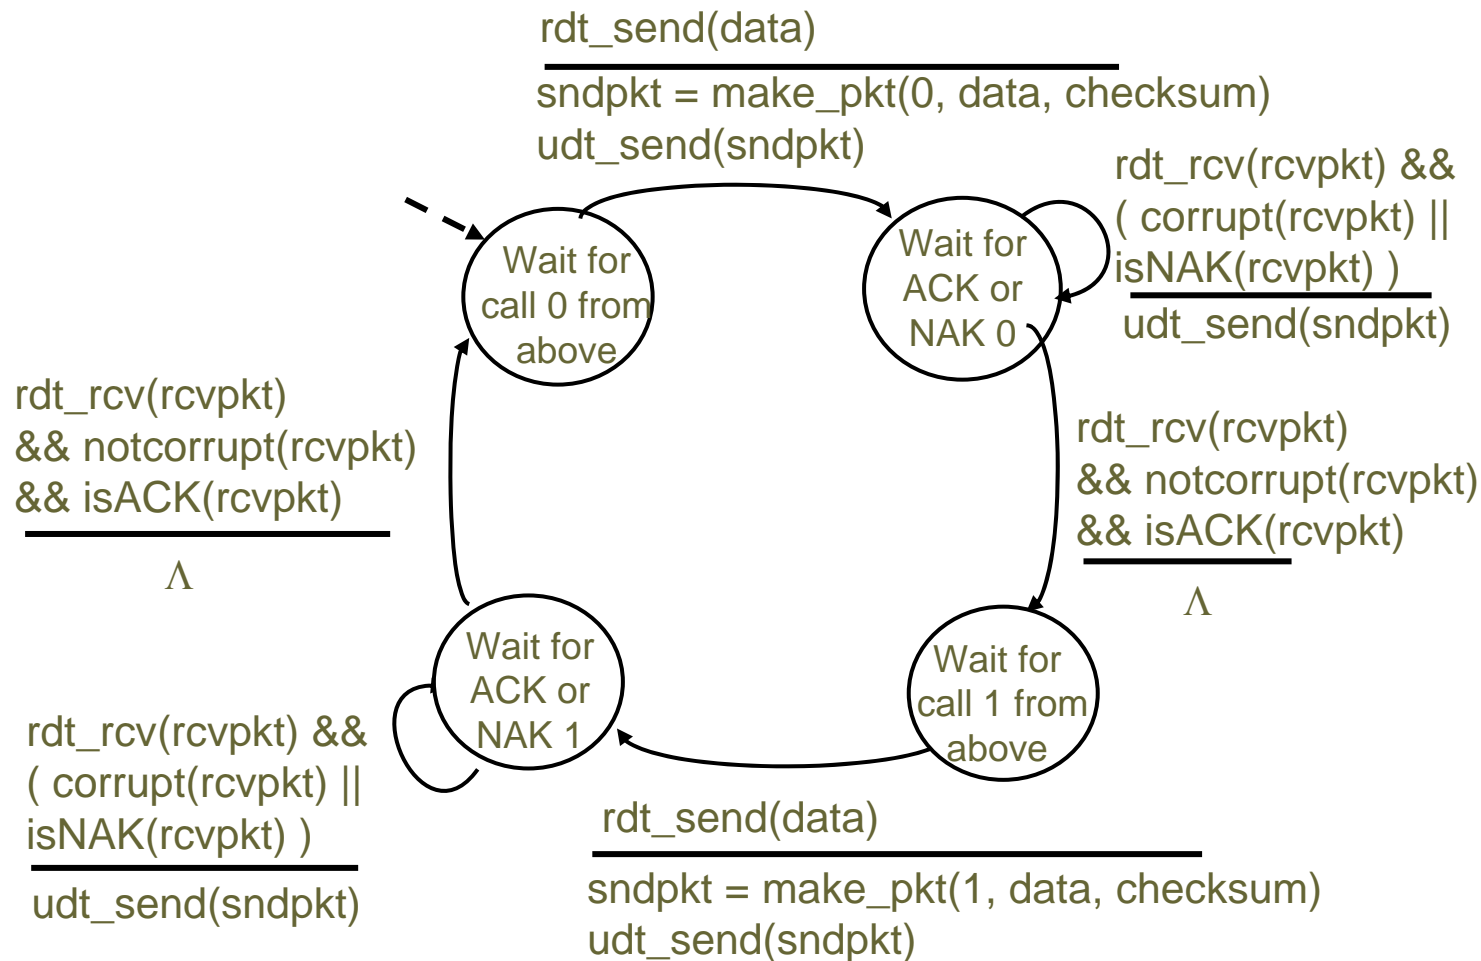 rdt_send(data)
sndpkt = make_pkt(0, data, checksum)
udt_send(sndpkt)
rdt_rcv(rcvpkt) &&
( corrupt(rcvpkt) ||
isNAK(rcvpkt) )
udt_send(sndpkt)
Wait for
call 0 from
above
Wait for
ACK or
NAK 0
rdt_rcv(rcvpkt)
&& notcorrupt(rcvpkt)
&& isACK(rcvpkt)
Λ
rdt_rcv(rcvpkt)
&& notcorrupt(rcvpkt)
&& isACK(rcvpkt)
Λ
Wait for
ACK or
NAK 1
Wait for
call 1 from
above
rdt_rcv(rcvpkt) &&
( corrupt(rcvpkt) ||
isNAK(rcvpkt) )
udt_send(sndpkt)
rdt_send(data)
sndpkt = make_pkt(1, data, checksum)
udt_send(sndpkt)